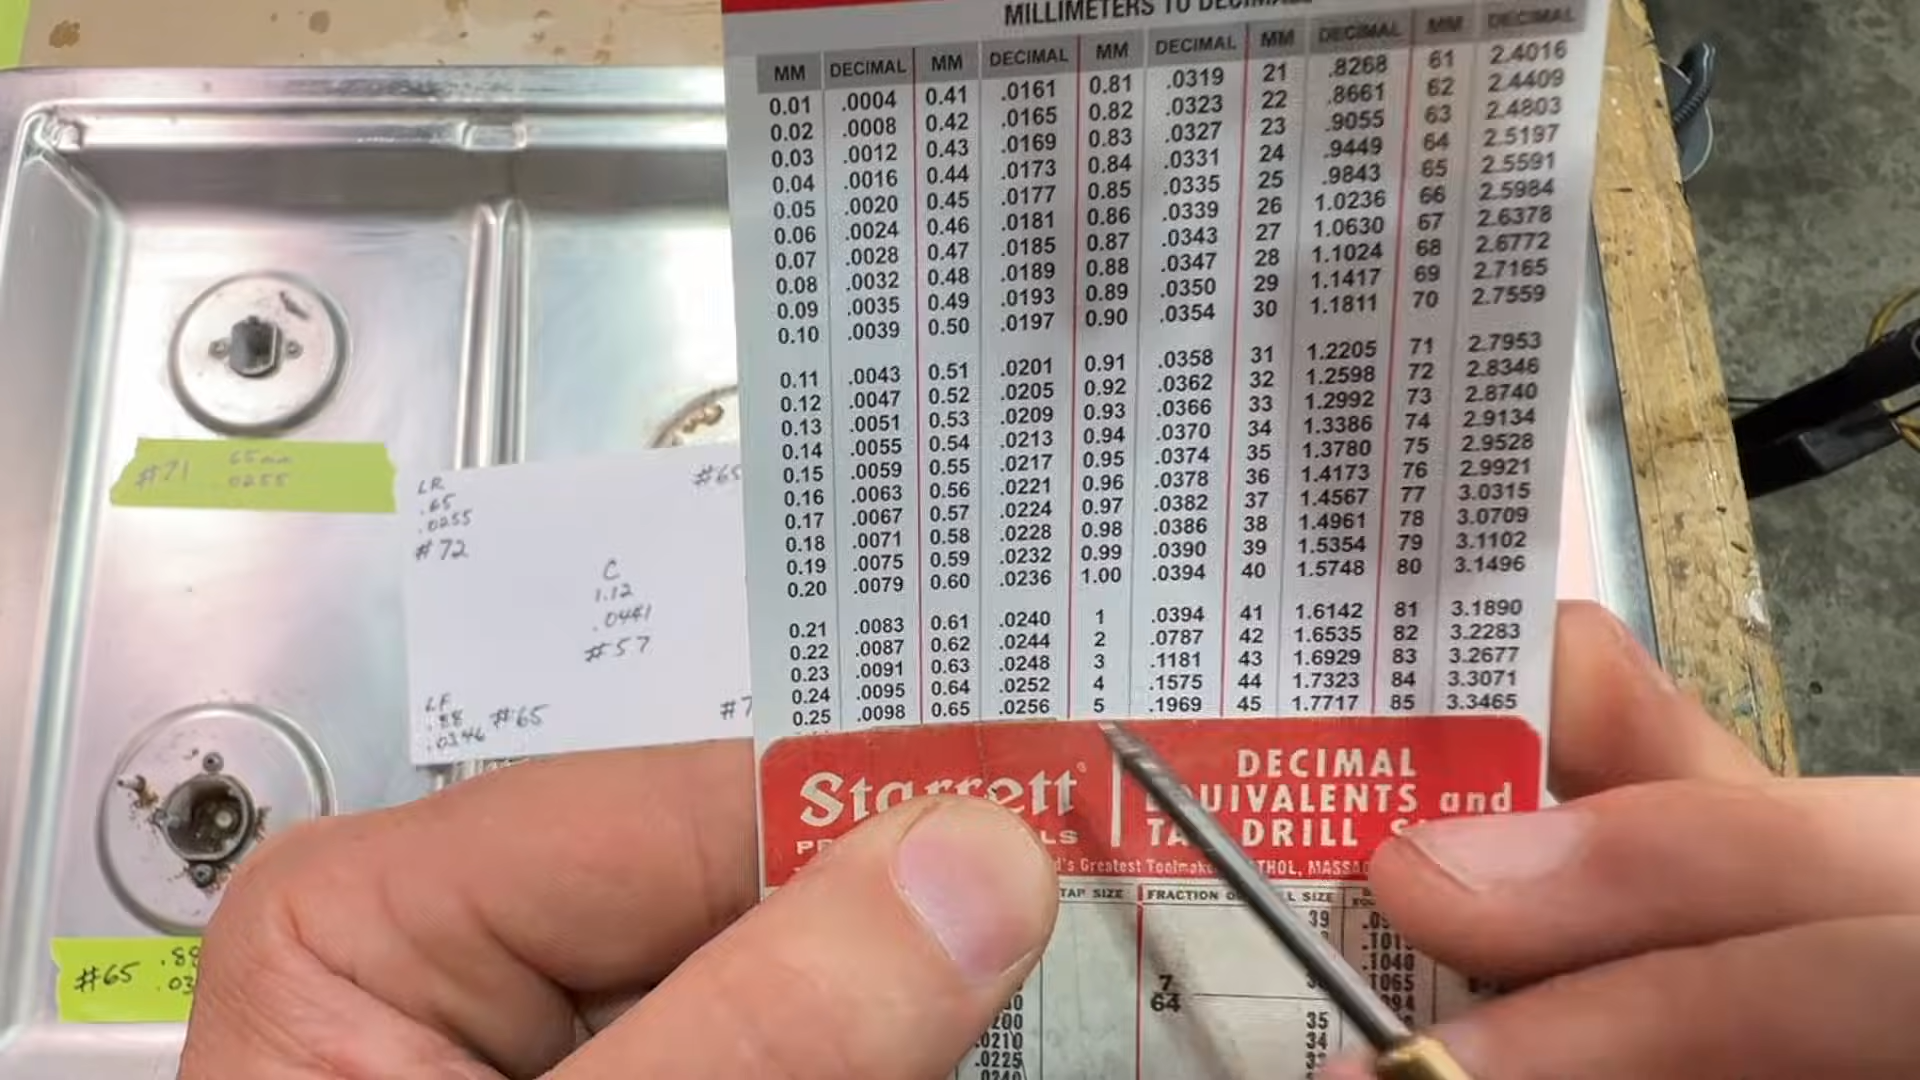 MILLIMETERS TO
MM DECIMAL MM DECIMAL MM DECIMAL MM DECIMAL MM DECIMAL
0.01 .0004 0.41 .0161 0.81 .0319 21 .8268 61 2.4016
0.02 .0008 0.42 .0165 0.82 .0323 22 .8661 62 2.4409
0.03 .0012 0.43 .0169 0.83 .0327 23 .9055 63 2.4803
0.04 .0016 0.44 .0173 0.84 .0331 24 .9449 64 2.5197
0.05 .0020 0.45 .0177 0.85 .0335 25 .9843 65 2.5591
0.06 .0024 0.46 .0181 0.86 .0339 26 1.0236 66 2.5984
0.07 .0028 0.47 .0185 0.87 .0343 27 1.0630 67 2.6378
0.08 .0032 0.48 .0189 0.88 .0347 28 1.1024 68 2.6772
0.09 .0035 0.49 .0193 0.89 .0350 29 1.1417 69 2.7165
0.10 .0039 0.50 .0197 0.90 .0354 30 1.1811 70 2.7559
0.11 .0043 0.51 .0201 0.91 .0358 31 1.2205 71 2.7953
0.12 .0047 0.52 .0205 0.92 .0362 32 1.2598 72 2.8346
0.13 .0051 0.53 .0209 0.93 .0366 33 1.2992 73 2.8740
0.14 .0055 0.54 .0213 0.94 .0370 34 1.3386 74 2.9134
0.15 .0059 0.55 .0217 0.95 .0374 35 1.3780 75 2.9528
0.16 .0063 0.56 .0221 0.96 .0378 36 1.4173 76 2.9921
0.17 .0067 0.57 .0224 0.97 .0382 37 1.4567 77 3.0315
0.18 .0071 0.58 .0228 0.98 .0386 38 1.4961 78 3.0709
0.19 .0075 0.59 .0232 0.99 .0390 39 1.5354 79 3.1102
0.20 .0079 0.60 .0236 1.00 .0394 40 1.5748 80 3.1496
0.21 .0083 0.61 .0240 1 .0394 41 1.6142 81 3.1890
0.22 .0087 0.62 .0244 2 .0787 42 1.6535 82 3.2283
0.23 .0091 0.63 .0248 3 .1181 43 1.6929 83 3.2677
0.24 .0095 0.64 .0252 4 .1575 44 1.7323 84 3.3071
0.25 .0098 0.65 .0256 5 .1969 45 1.7717 85 3.3465
Starrett
DECIMAL
and
DRILL
Greatest
TAP SIZE FRACTION SIZE
39
.1040
7
64
35
34
.0210
.0225
#71 65mm
.0255
LR
.65
.0255
#72
#65
C
1.12
.0441
#57
LF
.88 #65
.0346
#65